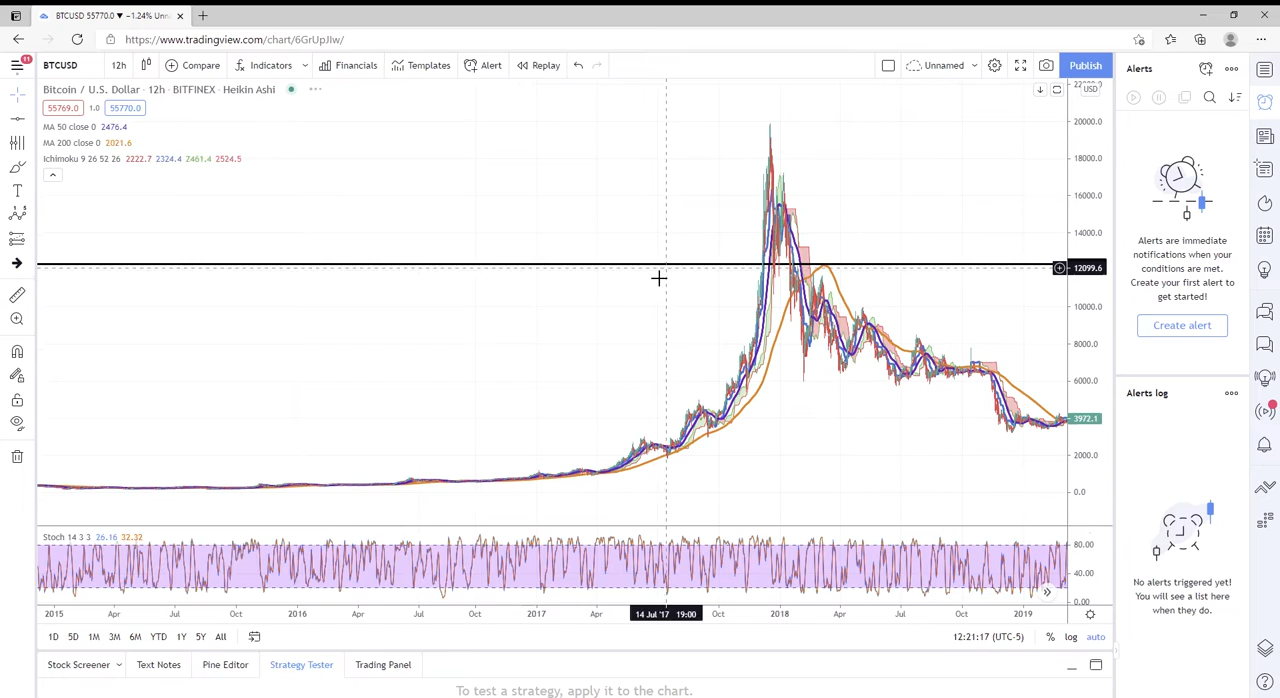 BTCUSD 55770.0 ▼ −1.24% Unn
https://www.tradingview.com/chart/6GrUpJIw/
11
BTCUSD 12h Compare Indicators Financials Templates Alert Replay Unnamed Publish
Alerts
Bitcoin / U.S. Dollar · 12h · BITFINEX · Heikin Ashi
USD
55769.0 1.0 55770.0
MA 50 close 0 2476.4
MA 200 close 0 2021.6
Ichimoku 9 26 52 26 2222.7 2324.4 2461.4 2524.5
20000.0
18000.0
16000.0
14000.0
12099.6
10000.0
8000.0
6000.0
3972.1
2000.0
0.0
Alerts are immediate
notifications when your
conditions are met.
Create your first alert to
get started!
Create alert
Alerts log
No alerts triggered yet!
You will see a list here
when they do.
Stoch 14 3 3 26.16 32.32
80.00
40.00
0.00
2015 Apr Jul Oct 2016 Apr Jul Oct 2017 Apr 14 Jul '17 19:00 Oct 2018 Apr Jul Oct 2019
1D 5D 1M 3M 6M YTD 1Y 5Y All 12:21:17 (UTC-5) % log auto
Stock Screener Text Notes Pine Editor Strategy Tester Trading Panel
To test a strategy, apply it to the chart.